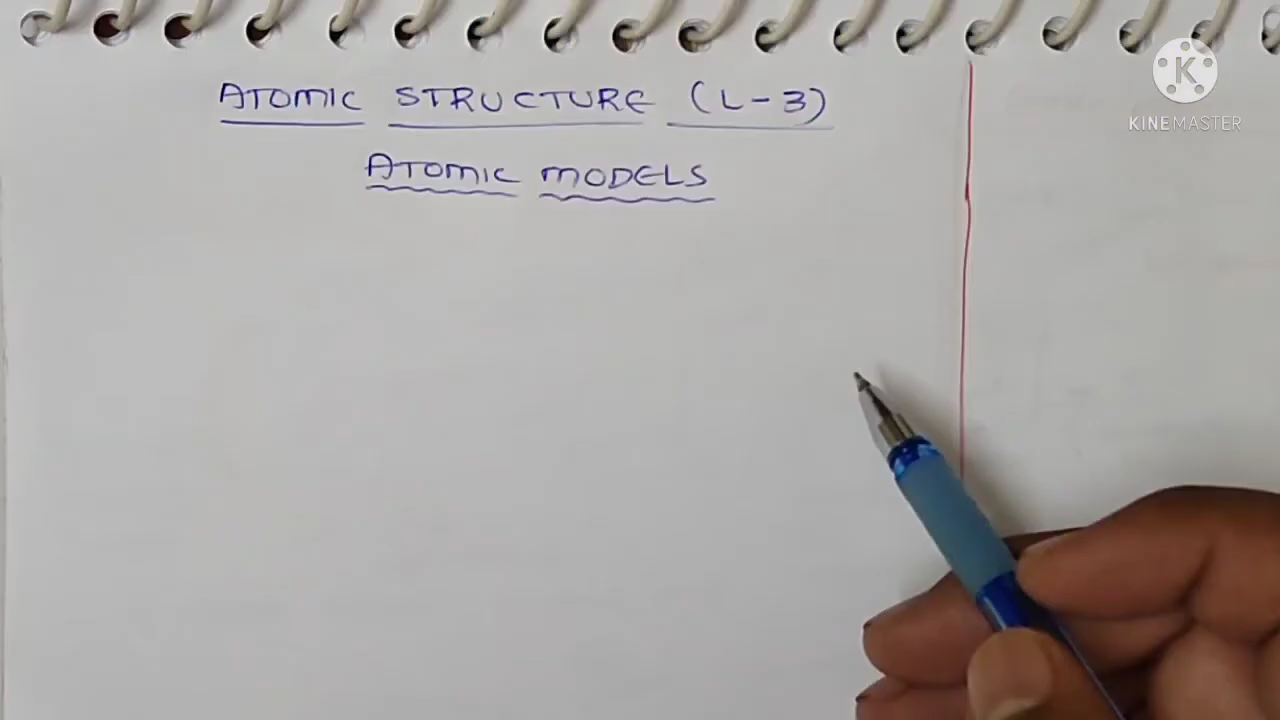 ATOMIC STRUCTURE (L-3)
ATOMIC MODELS
K
KINEMASTER